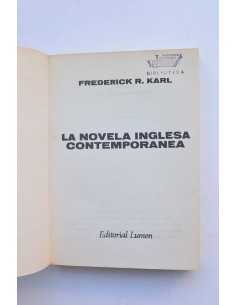 BIBLIOTECA
FREDERICK R. KARL
LA NOVELA INGLESA
CONTEMPORANEA
Editorial Lumen